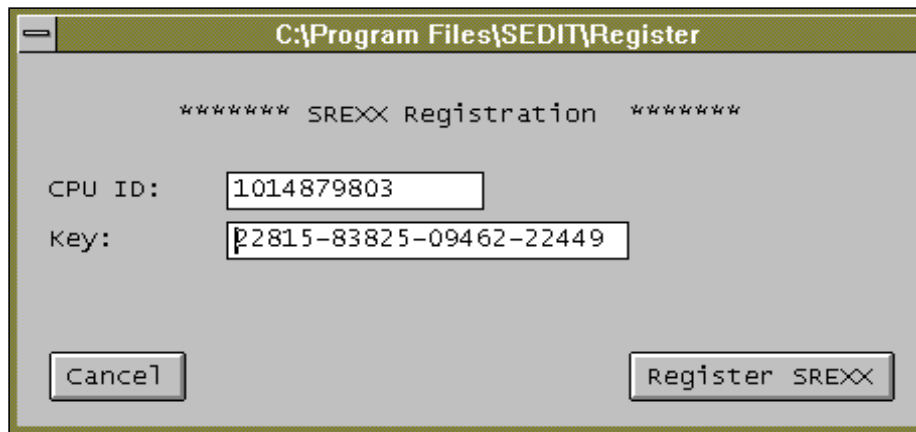 C:\Program Files\SEDIT\Register
******* SREXX Registration *******
CPU ID: 1014879803
Key: 22815-83825-09462-22449
Cancel Register SREXX